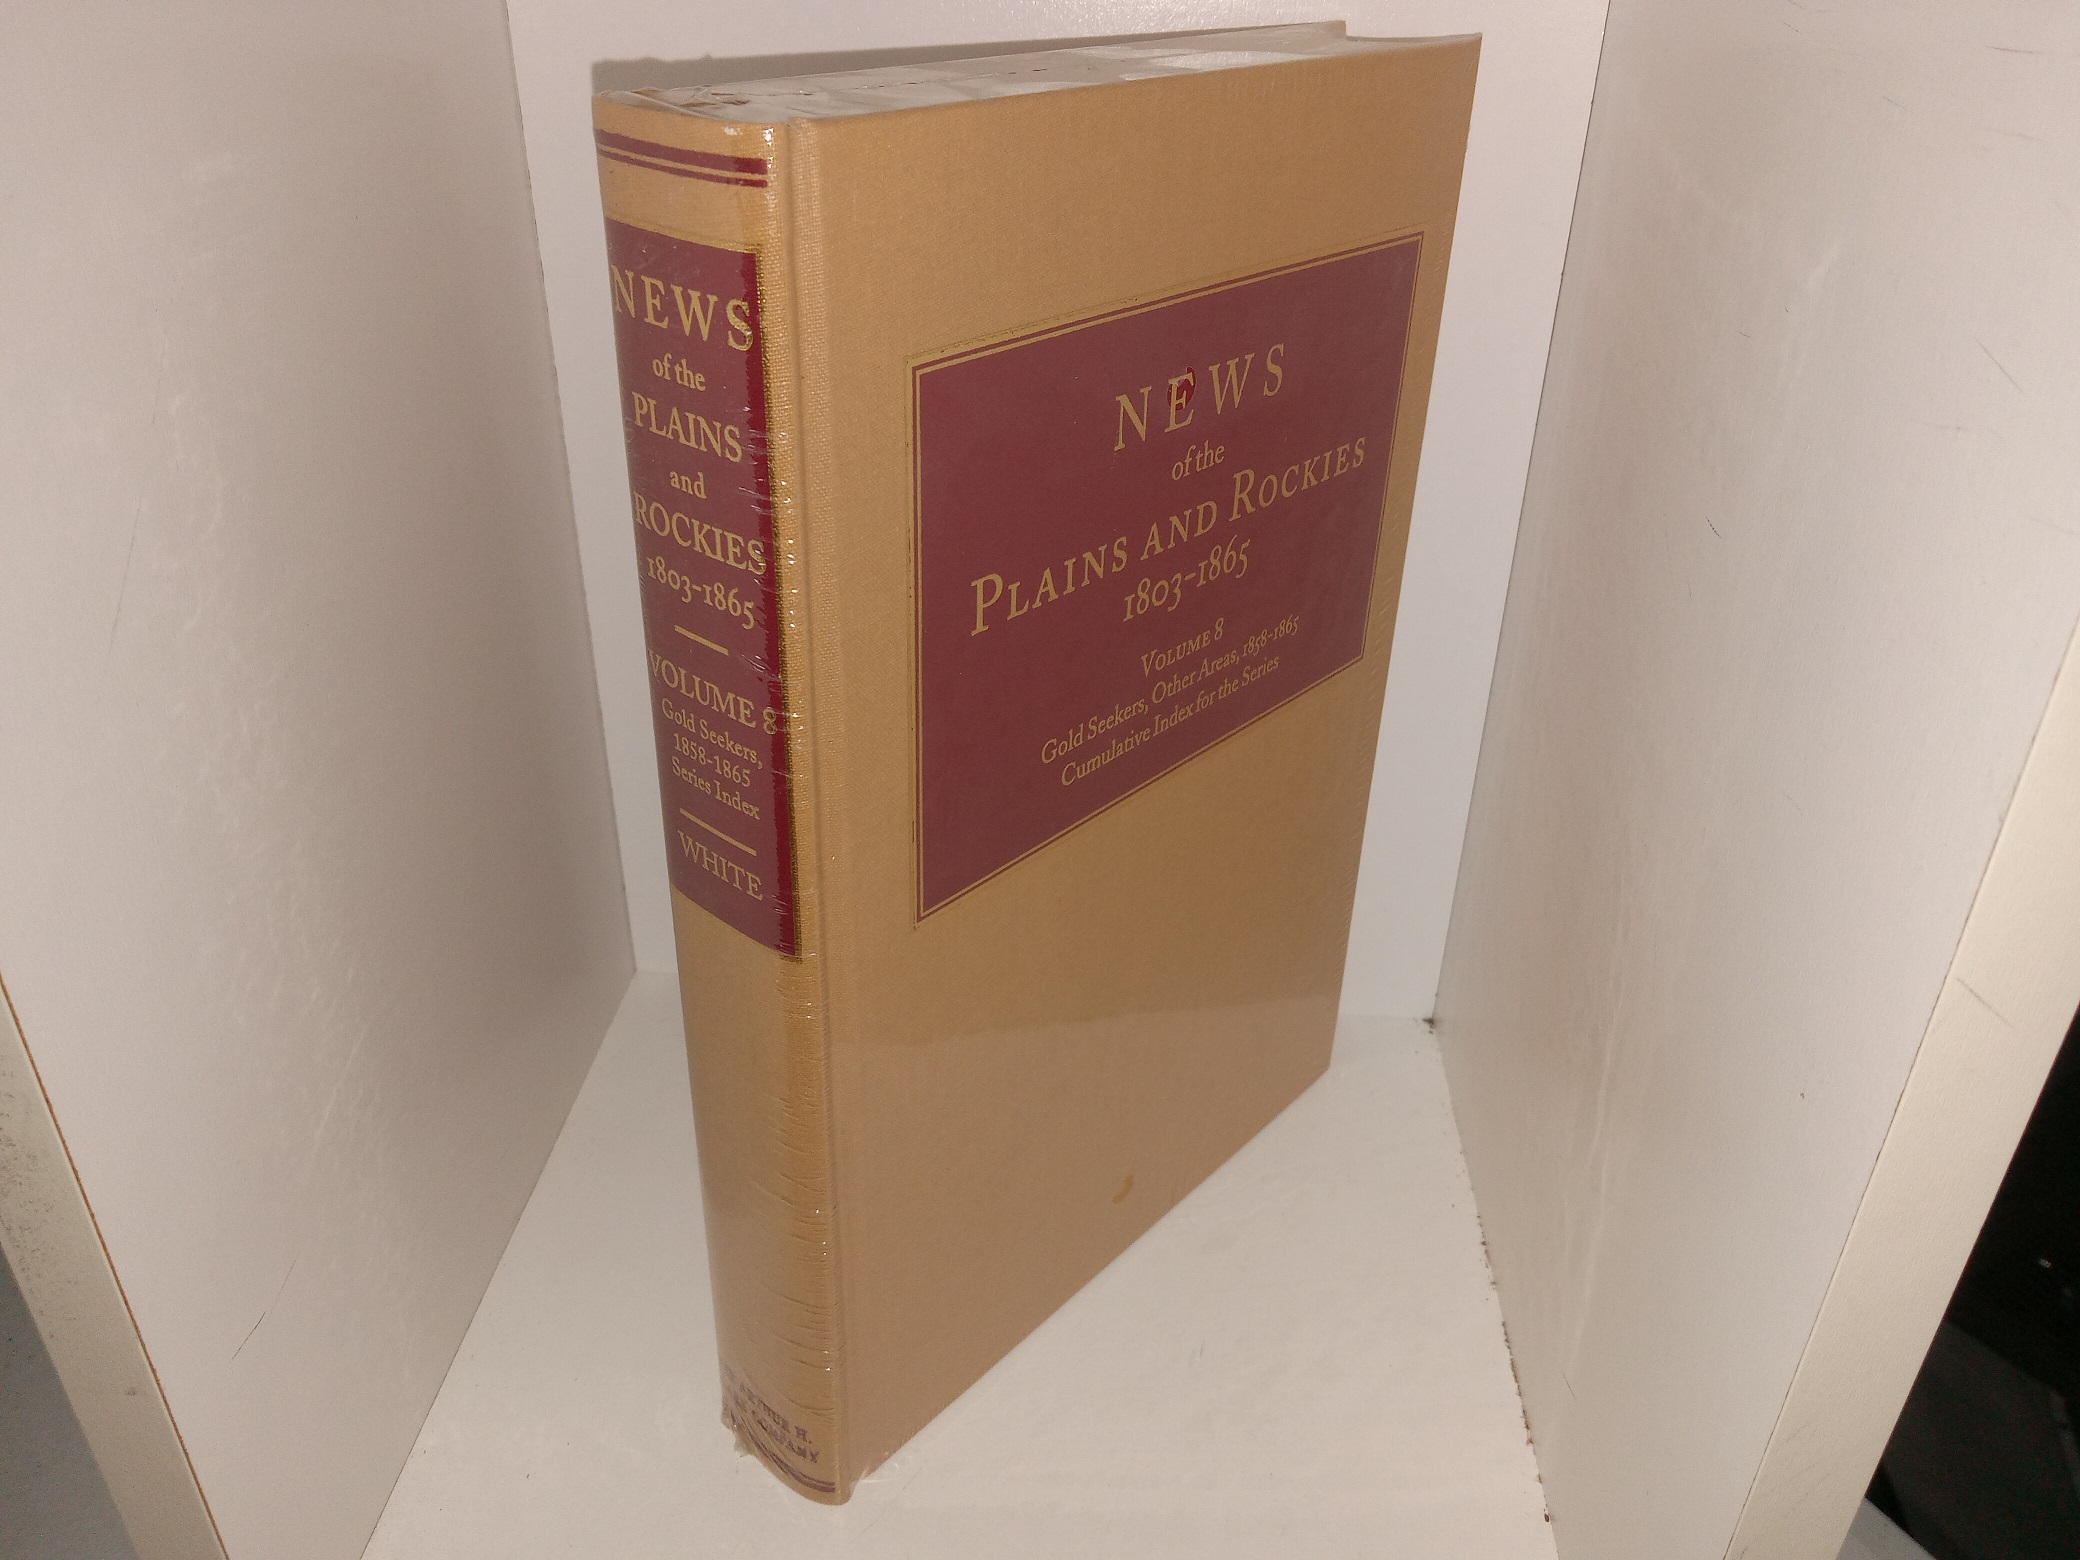 NEWS
of the
PLAINS
and
ROCKIES
1803-1865
VOLUME 8
Gold Seekers,
1858-1865
Series Index
WHITE
ARTHUR H.
COMPANY
NEWS
of the
PLAINS AND ROCKIES
1803-1865
VOLUME 8
Gold Seekers, Other Areas, 1858-1865
Cumulative Index for the Series